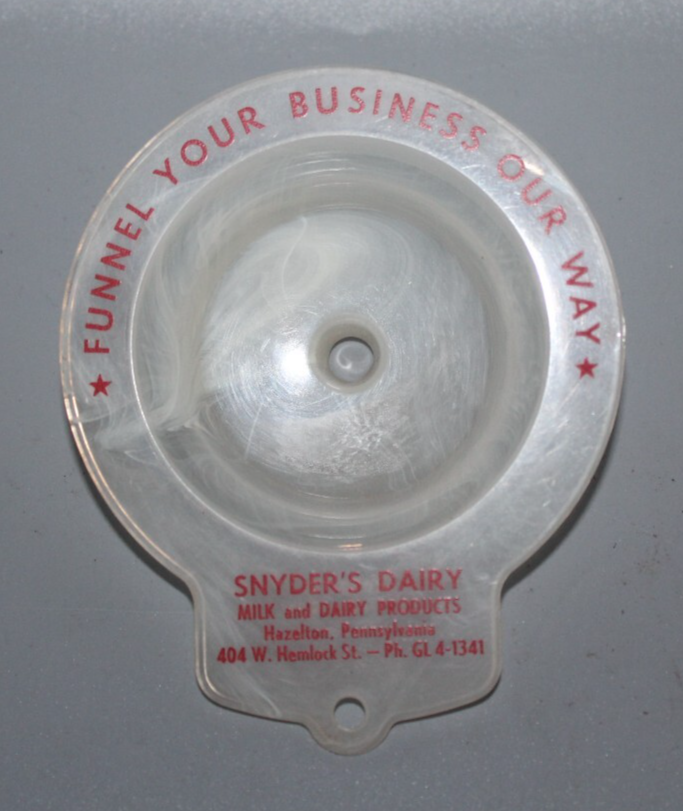 ★ FUNNEL YOUR BUSINESS OUR WAY ★
SNYDER'S DAIRY
MILK and DAIRY PRODUCTS
Hazelton, Pennsylvania
404 W. Hemlock St. — Ph. GL 4-1341